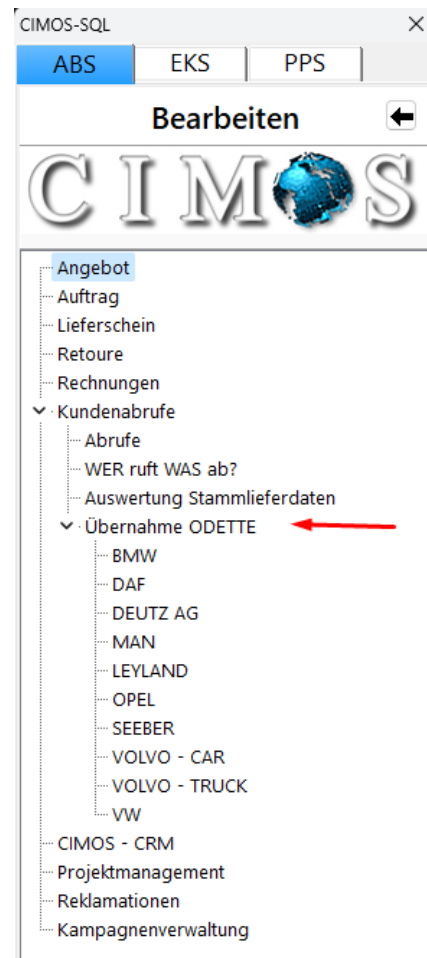 CIMOS-SQL
ABS EKS PPS
Bearbeiten
CIMOS
Angebot
Auftrag
Lieferschein
Retoure
Rechnungen
Kundenabrufe
Abrufe
WER ruft WAS ab?
Auswertung Stammlieferdaten
Übernahme ODETTE
BMW
DAF
DEUTZ AG
MAN
LEYLAND
OPEL
SEEBER
VOLVO - CAR
VOLVO - TRUCK
VW
CIMOS - CRM
Projektmanagement
Reklamationen
Kampagnenverwaltung